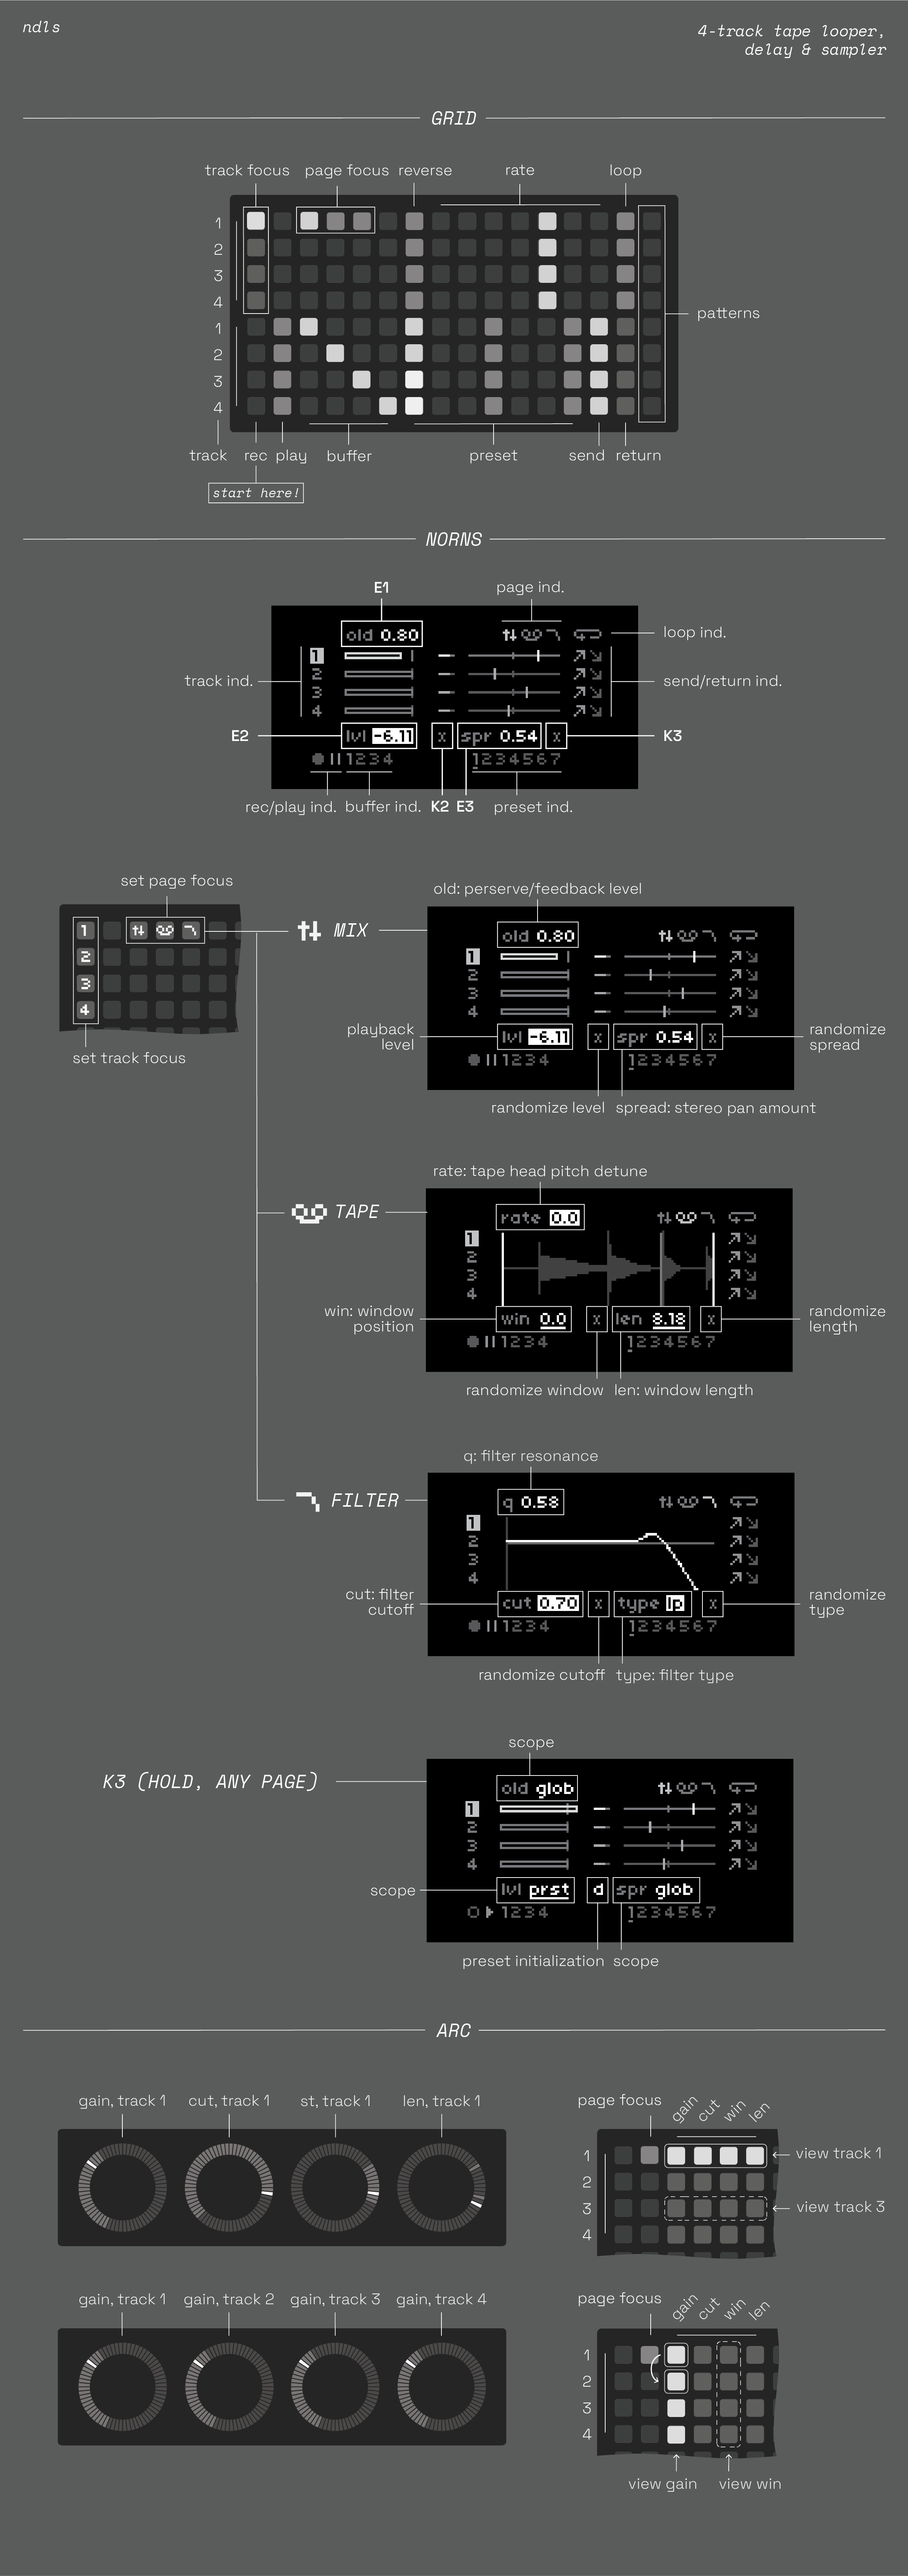 ndls
4-track tape looper,
delay & sampler
GRID
track focus
page focus
reverse
rate
loop
1
2
3
4
1
2
3
4
patterns
track
rec
play
buffer
preset
send
return
start here!
NORNS
E1
page ind.
old 0.80
loop ind.
1
2
3
4
track ind.
send/return ind.
E2
lvl -6.11
x
spr 0.54
x
K3
1234
1234567
rec/play ind.
buffer ind.
K2
E3
preset ind.
set page focus
1
2
3
4
set track focus
MIX
old: perserve/feedback level
old 0.80
1
2
3
4
playback
level
lvl -6.11
x
spr 0.54
x
randomize
spread
1234
1234567
randomize level
spread: stereo pan amount
TAPE
rate: tape head pitch detune
rate 0.0
1
2
3
4
win: window
position
win 0.0
x
len 8.18
x
randomize
length
1234
1234567
randomize window
len: window length
FILTER
q: filter resonance
q 0.58
1
2
3
4
cut: filter
cutoff
cut 0.70
x
type lp
x
randomize
type
1234
1234567
randomize cutoff
type: filter type
K3 (HOLD, ANY PAGE)
scope
old glob
1
2
3
4
scope
lvl prst
d
spr glob
1234
1234567
preset initialization
scope
ARC
gain, track 1
cut, track 1
st, track 1
len, track 1
page focus
gain
cut
win
len
1
2
3
4
view track 1
view track 3
gain, track 1
gain, track 2
gain, track 3
gain, track 4
page focus
gain
cut
win
len
1
2
3
4
view gain
view win